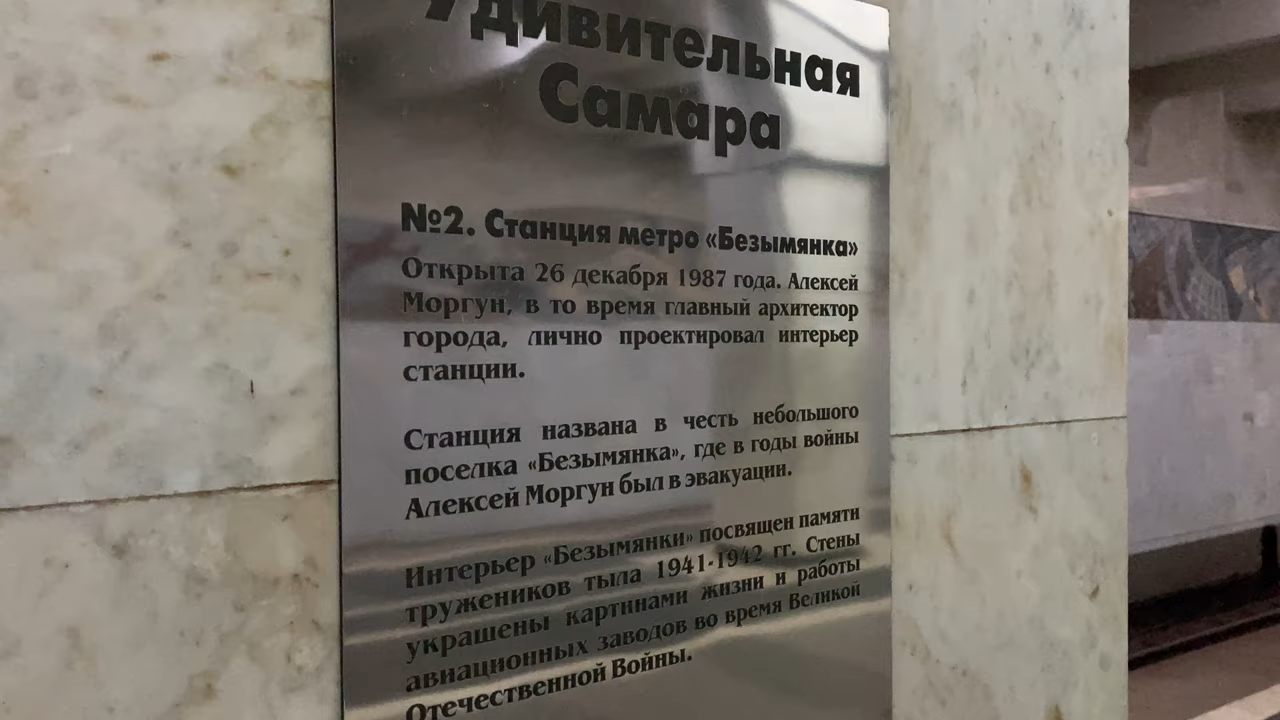 Удивительная
Самара
№2. Станция метро «Безымянка»
Открыта 26 декабря 1987 года. Алексей
Моргун, в то время главный архитектор
города, лично проектировал интерьер
станции.
Станция названа в честь небольшого
поселка «Безымянка», где в годы войны
Алексей Моргун был в эвакуации.
Интерьер «Безымянки» посвящен памяти
тружеников тыла 1941-1942 гг. Стены
украшены картинами жизни и работы
авиационных заводов во время Великой
Отечественной Войны.